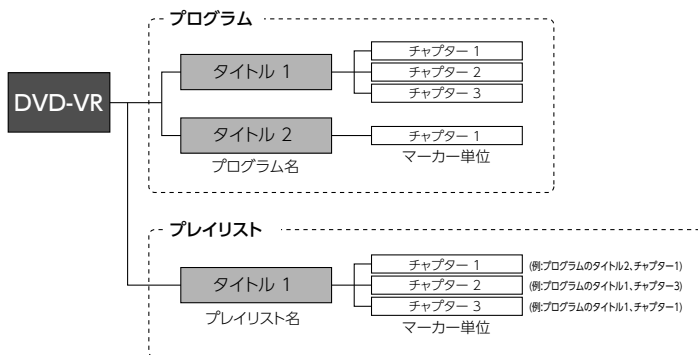 プログラム
DVD-VR
タイトル 1
チャプター 1
チャプター 2
チャプター 3
タイトル 2
チャプター 1
プログラム名
マーカー単位
プレイリスト
タイトル 1
チャプター 1 (例:プログラムのタイトル2、チャプター1)
チャプター 2 (例:プログラムのタイトル1、チャプター3)
チャプター 3 (例:プログラムのタイトル1、チャプター1)
プレイリスト名
マーカー単位